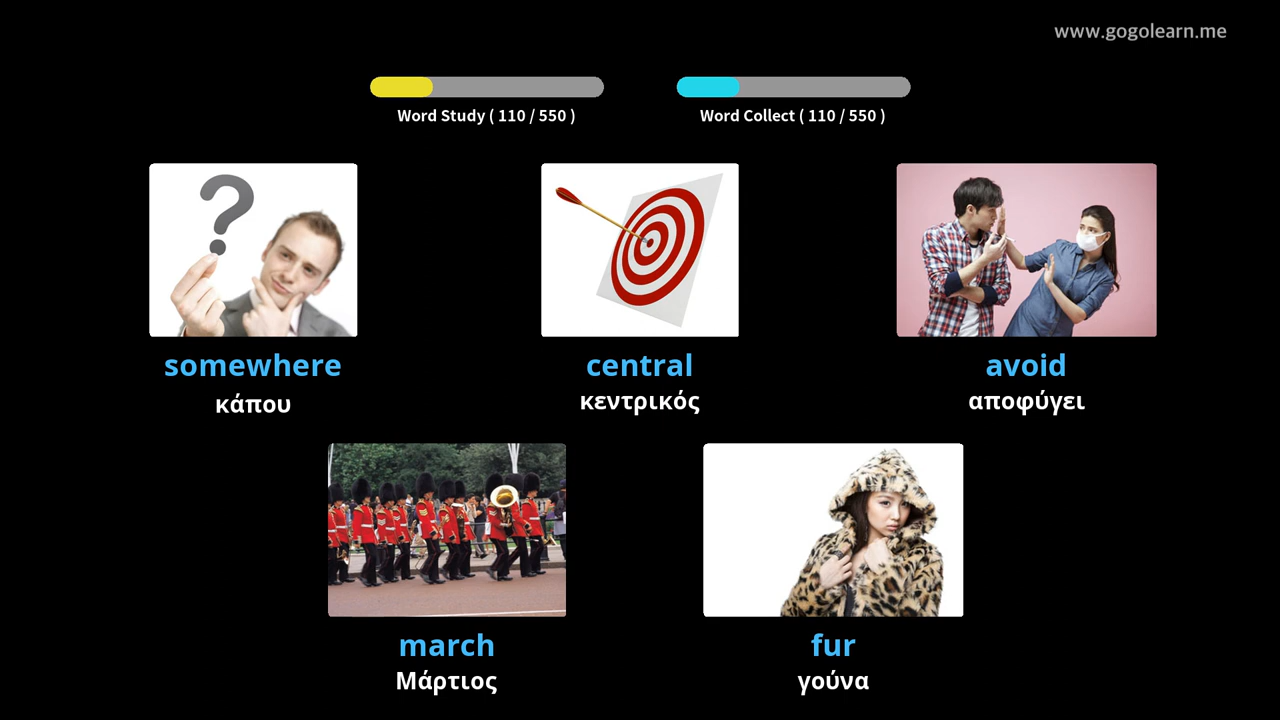 www.gogolearn.me
Word Study ( 110 / 550 )
Word Collect ( 110 / 550 )
somewhere
κάπου
central
κεντρικός
avoid
αποφύγει
march
Μάρτιος
fur
γούνα